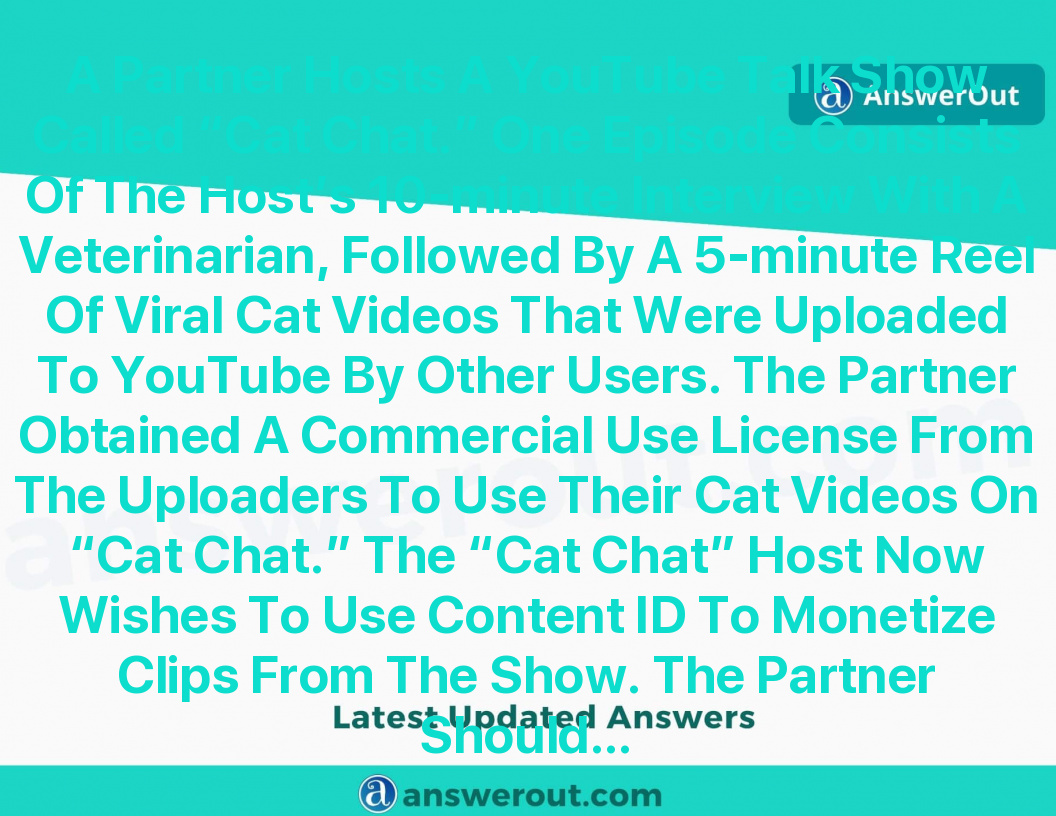 A Partner Hosts A YouTube Talk Show
AnswerOut
Called “Cat Chat.” One Episode Consists
Of The Host’s 10-minute Interview With A
Veterinarian, Followed By A 5-minute Reel
Of Viral Cat Videos That Were Uploaded
To YouTube By Other Users. The Partner
Obtained A Commercial Use License From
The Uploaders To Use Their Cat Videos On
“Cat Chat.” The “Cat Chat” Host Now
Wishes To Use Content ID To Monetize
Clips From The Show. The Partner
Latest Updated Answers
Should...
answerout.com
answerout.com